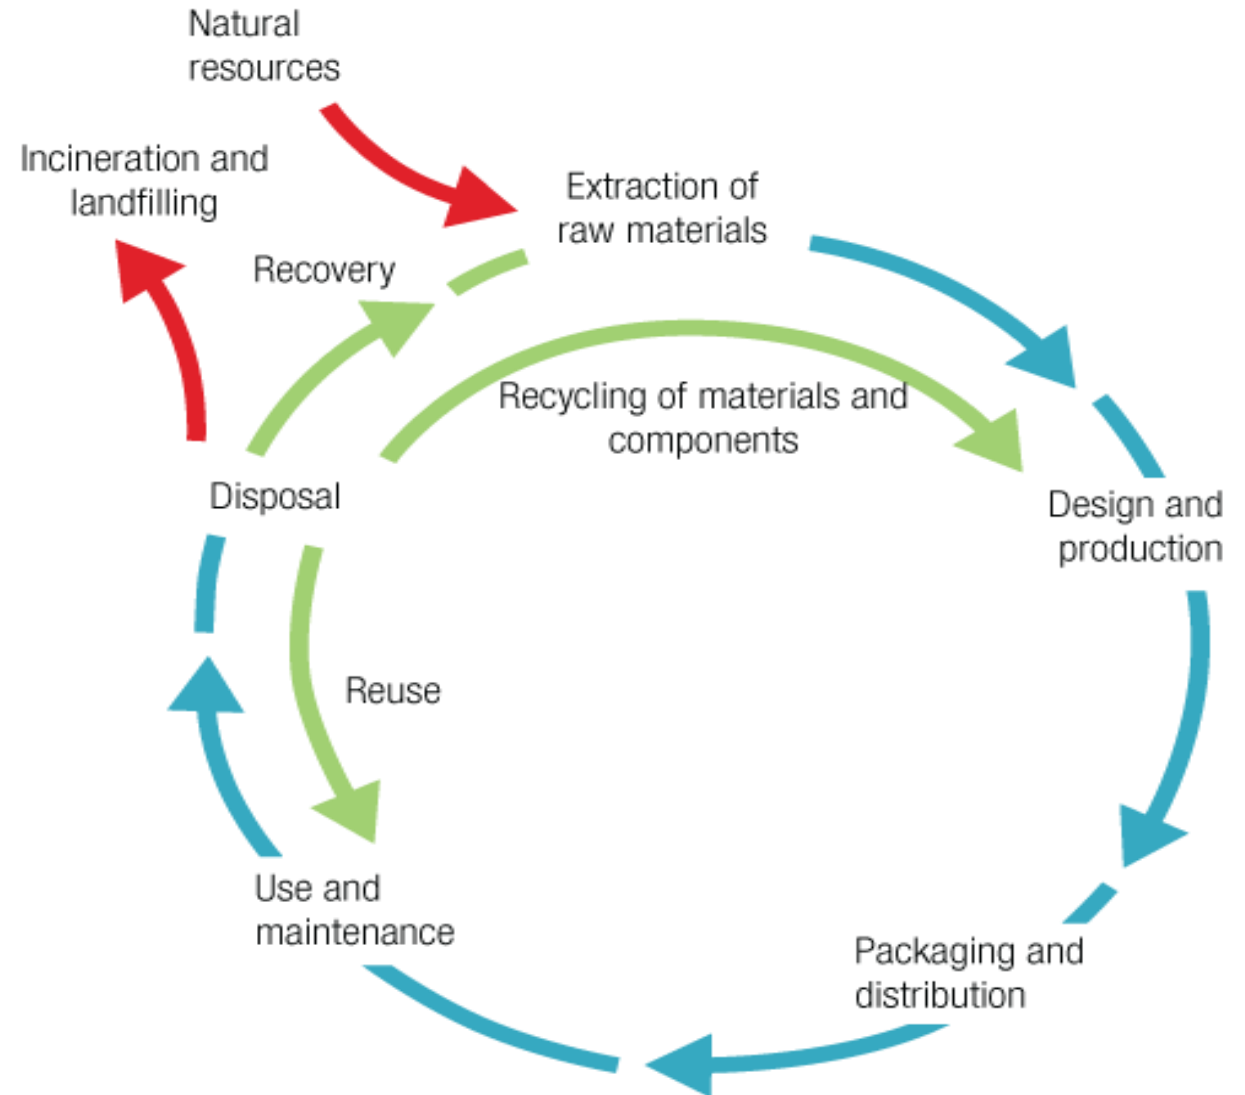 Natural
resources
Incineration and
landfilling
Extraction of
raw materials
Recovery
Recycling of materials and
components
Disposal
Design and
production
Reuse
Use and
maintenance
Packaging and
distribution